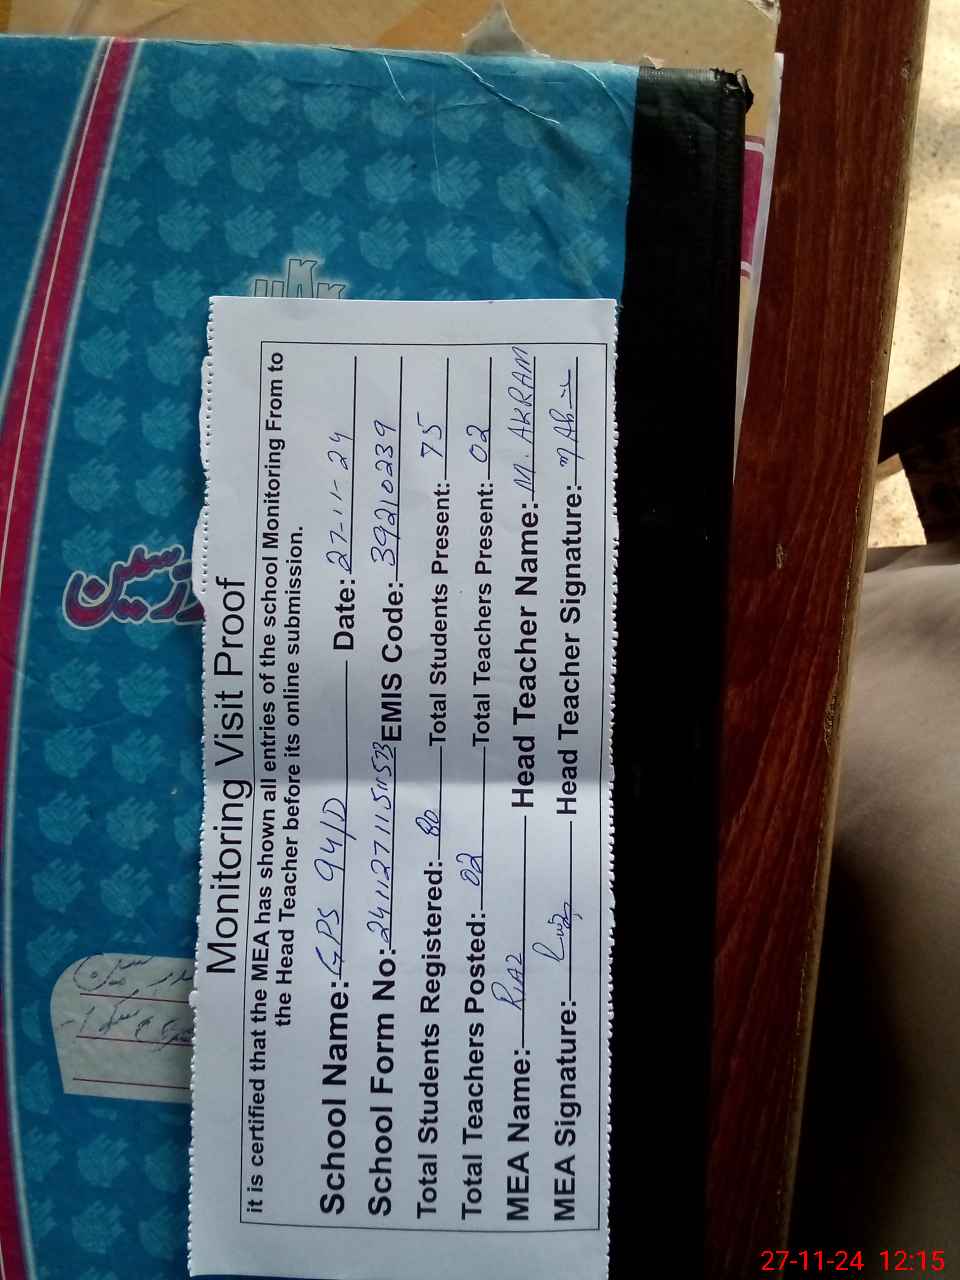 Monitoring Visit Proof
it is certified that the MEA has shown all entries of the school Monitoring From to
the Head Teacher before its online submission.
School Name: GPS 94/D Date: 27-11-24
School Form No: EMIS Code: 39210239
Total Students Registered: 80 Total Students Present: 75
Total Teachers Posted: 02 Total Teachers Present: 02
MEA Name: RIAZ Head Teacher Name: M. AKRAM
MEA Signature: Head Teacher Signature:
27-11-24 12:15